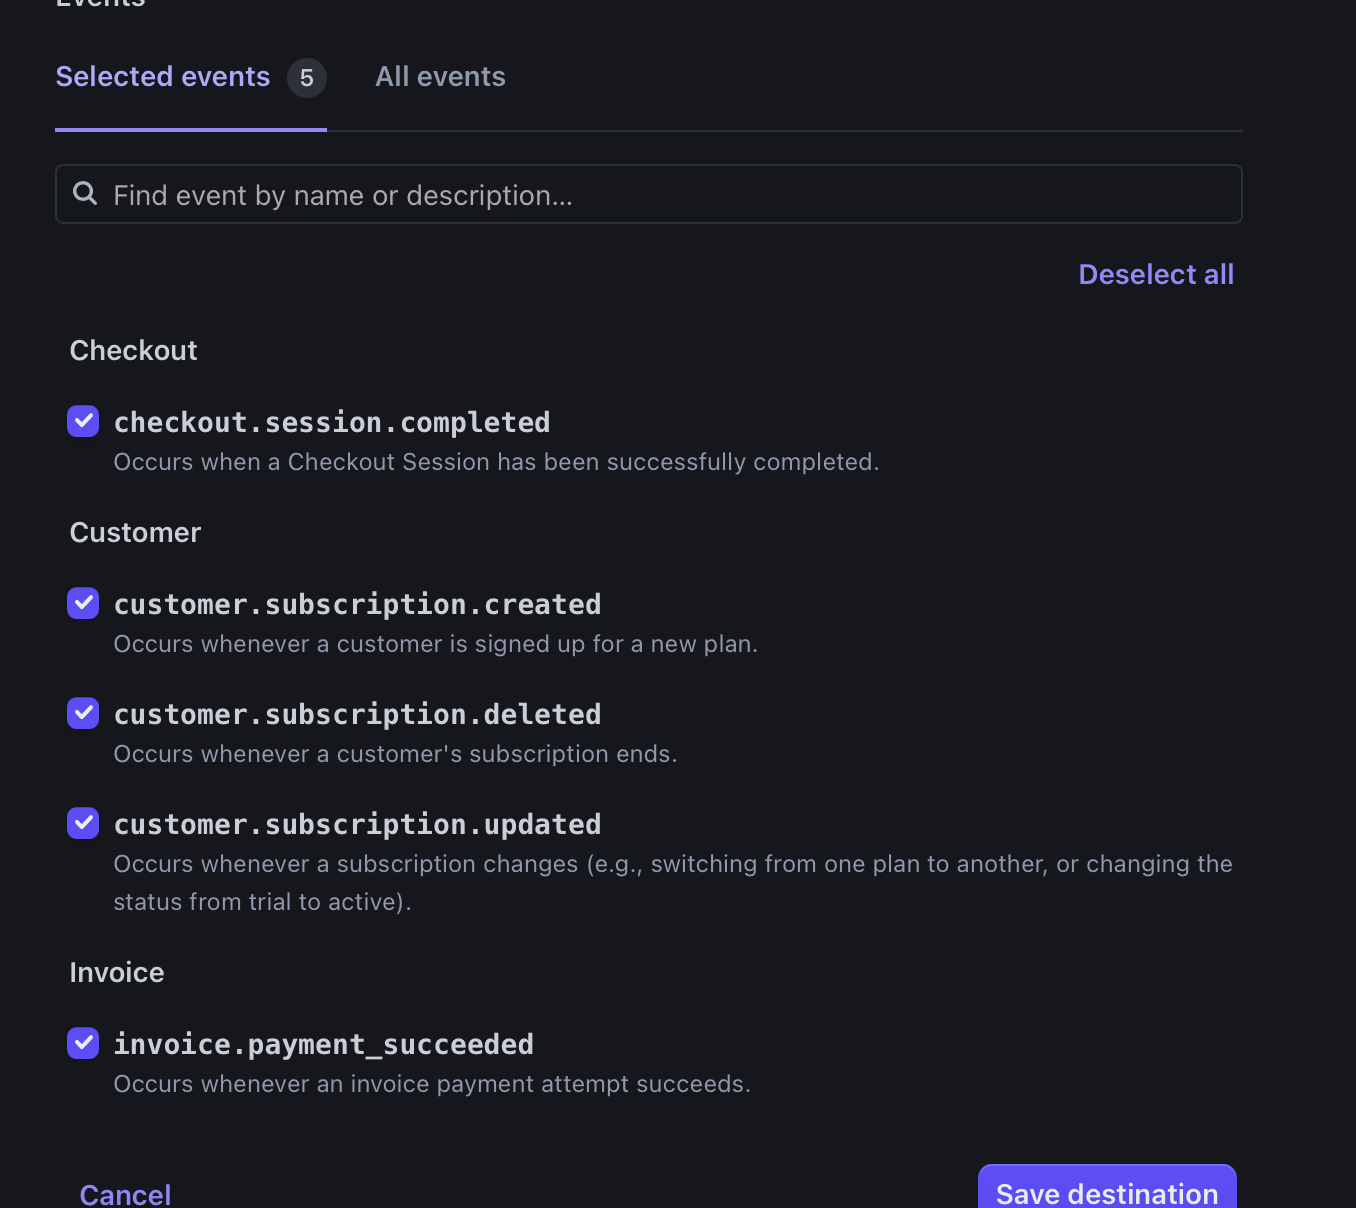 Events
Selected events 5 All events
Find event by name or description...
Deselect all
Checkout
checkout.session.completed
Occurs when a Checkout Session has been successfully completed.
Customer
customer.subscription.created
Occurs whenever a customer is signed up for a new plan.
customer.subscription.deleted
Occurs whenever a customer's subscription ends.
customer.subscription.updated
Occurs whenever a subscription changes (e.g., switching from one plan to another, or changing the
status from trial to active).
Invoice
invoice.payment_succeeded
Occurs whenever an invoice payment attempt succeeds.
Cancel Save destination